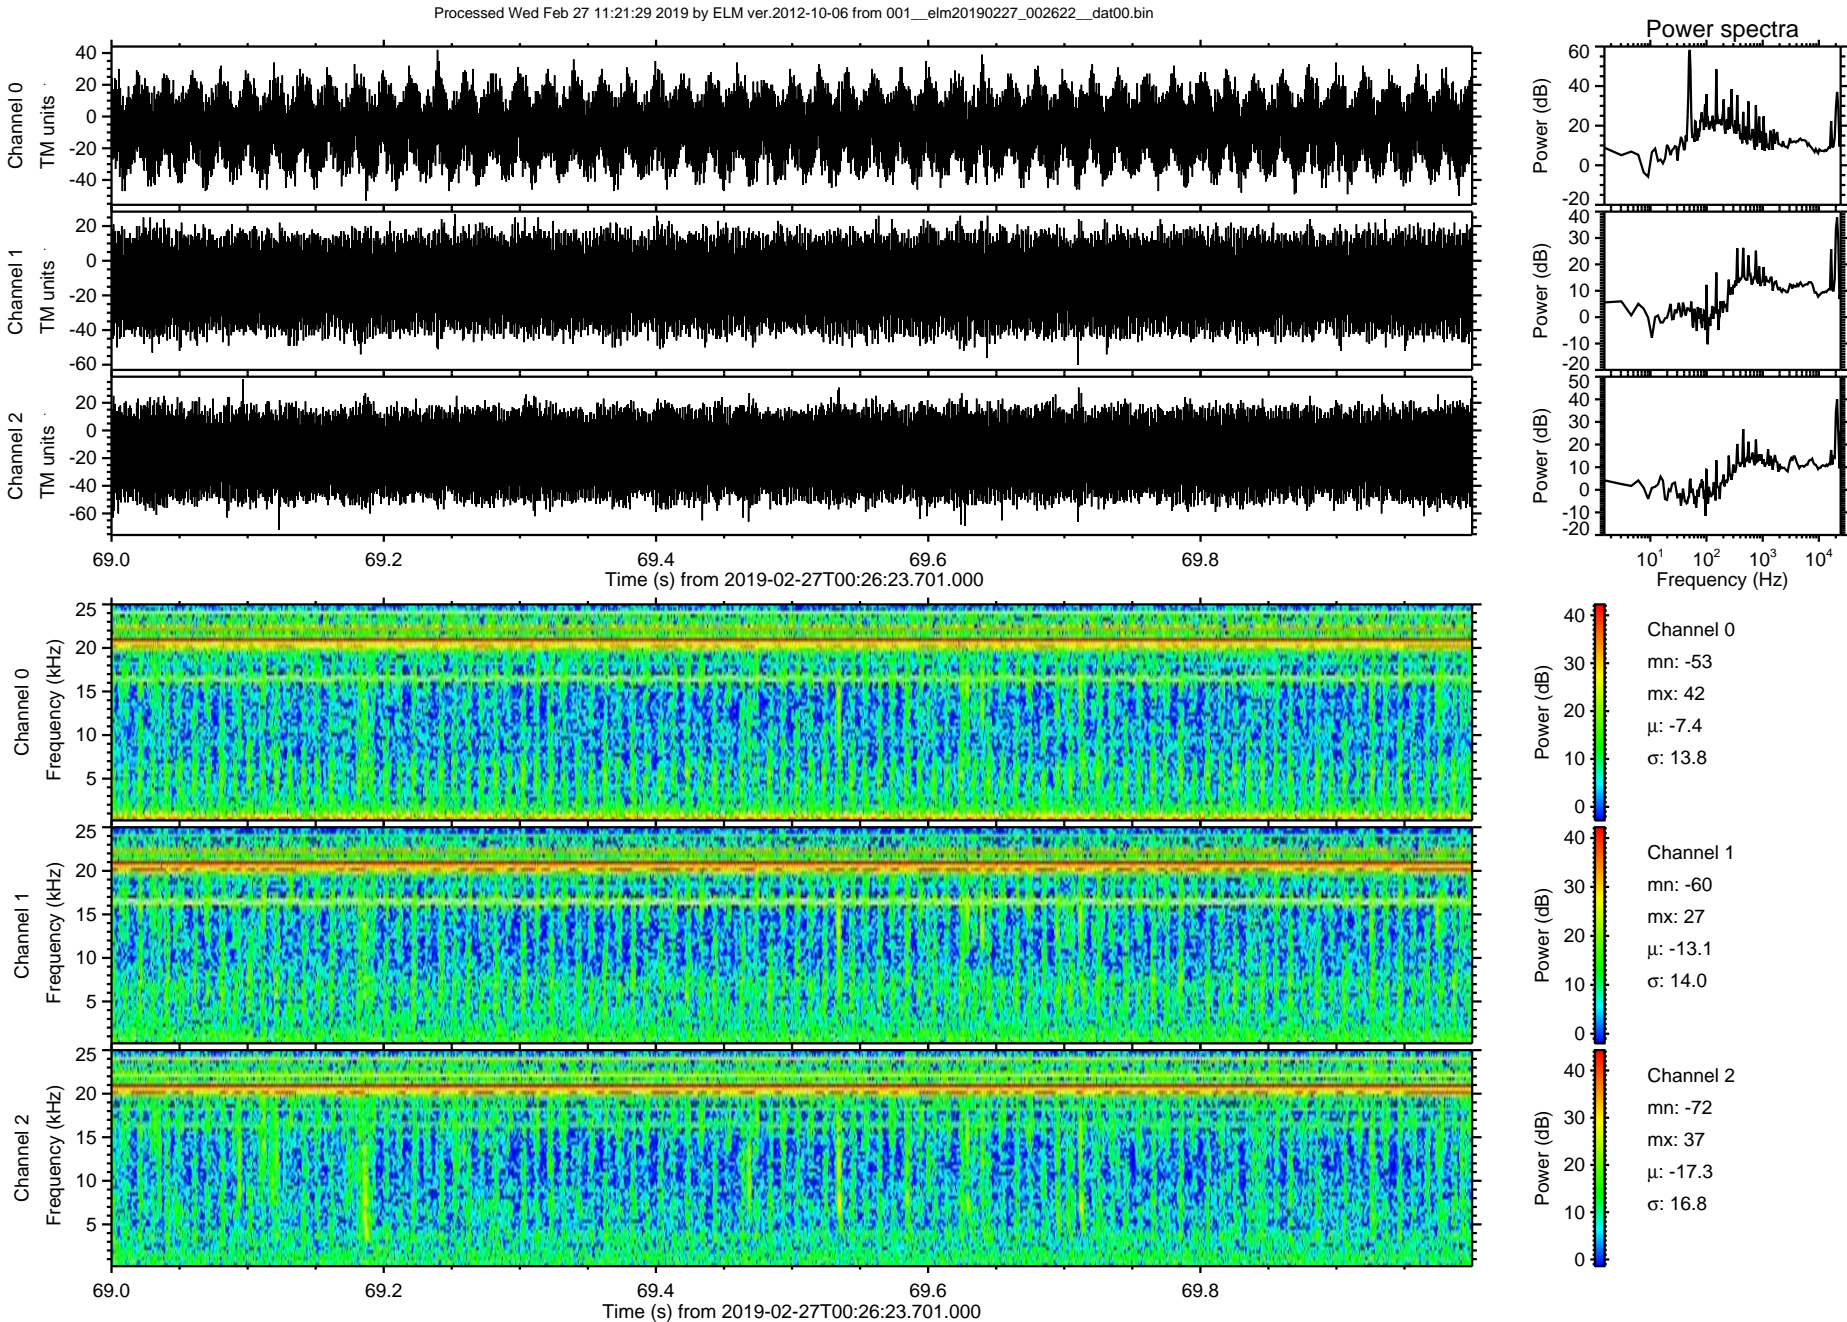 Processed Wed Feb 27 11:21:29 2019 by ELM ver.2012-10-06 from 001__elm20190227_002622__dat00.bin
Power spectra
Channel 0
TM units
40
20
0
-20
-40
Power (dB)
60
40
20
0
-20
Channel 1
TM units
20
0
-20
-40
-60
Power (dB)
40
30
20
10
0
-10
-20
Channel 2
TM units
20
0
-20
-40
-60
Power (dB)
50
40
30
20
10
0
-10
-20
69.0 69.2 69.4 69.6 69.8
Time (s) from 2019-02-27T00:26:23.701.000
10^1 10^2 10^3 10^4
Frequency (Hz)
Channel 0
Frequency (kHz)
25
20
15
10
5
Power (dB)
40
30
20
10
0
Channel 0
mn: -53
mx: 42
μ: -7.4
σ: 13.8
Channel 1
Frequency (kHz)
25
20
15
10
5
Power (dB)
40
30
20
10
0
Channel 1
mn: -60
mx: 27
μ: -13.1
σ: 14.0
Channel 2
Frequency (kHz)
25
20
15
10
5
Power (dB)
40
30
20
10
0
Channel 2
mn: -72
mx: 37
μ: -17.3
σ: 16.8
69.0 69.2 69.4 69.6 69.8
Time (s) from 2019-02-27T00:26:23.701.000